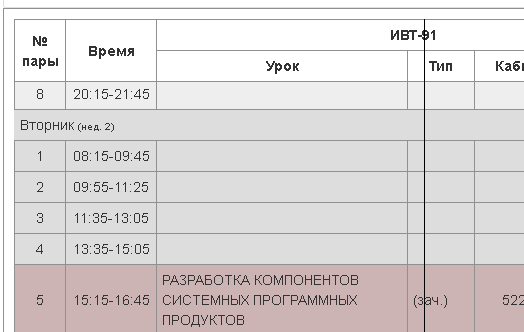 № пары Время ИВТ-91
Урок Тип
8 20:15-21:45
Вторник (нед. 2)
1 08:15-09:45
2 09:55-11:25
3 11:35-13:05
4 13:35-15:05
5 15:15-16:45 РАЗРАБОТКА КОМПОНЕНТОВ
СИСТЕМНЫХ ПРОГРАММНЫХ (зач.) 522
ПРОДУКТОВ